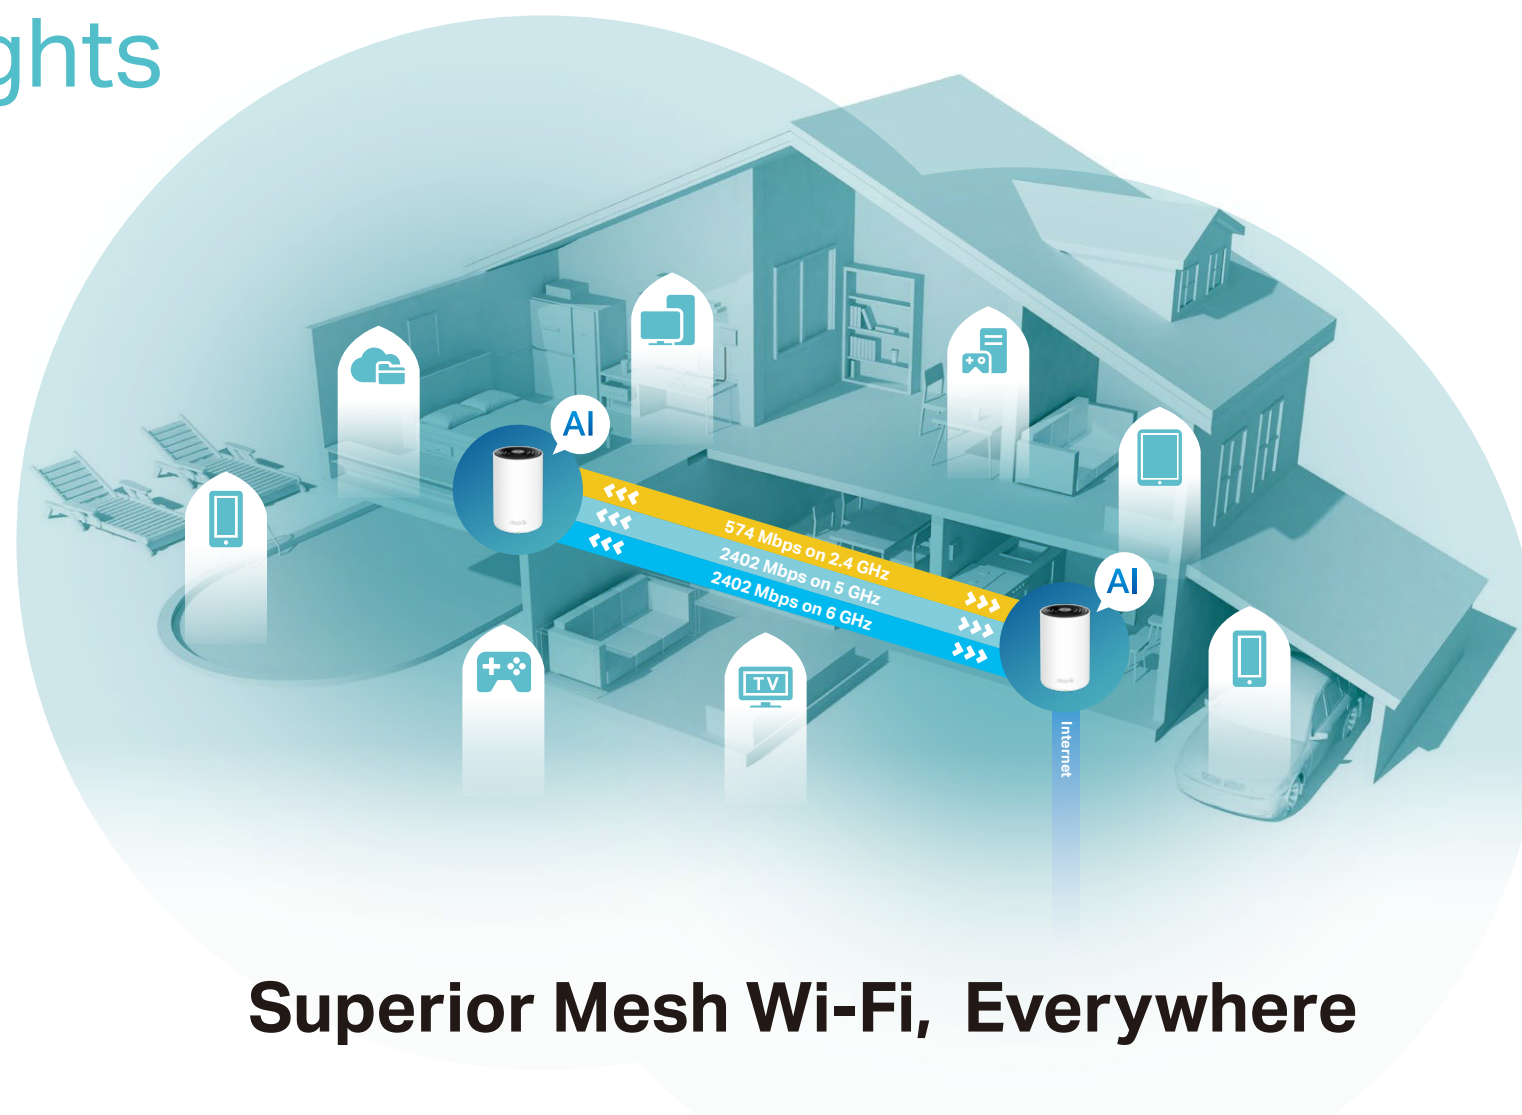 ghts
AI
574 Mbps on 2.4 GHz
2402 Mbps on 5 GHz
2402 Mbps on 6 GHz
AI
TV
Internet
Superior Mesh Wi-Fi, Everywhere